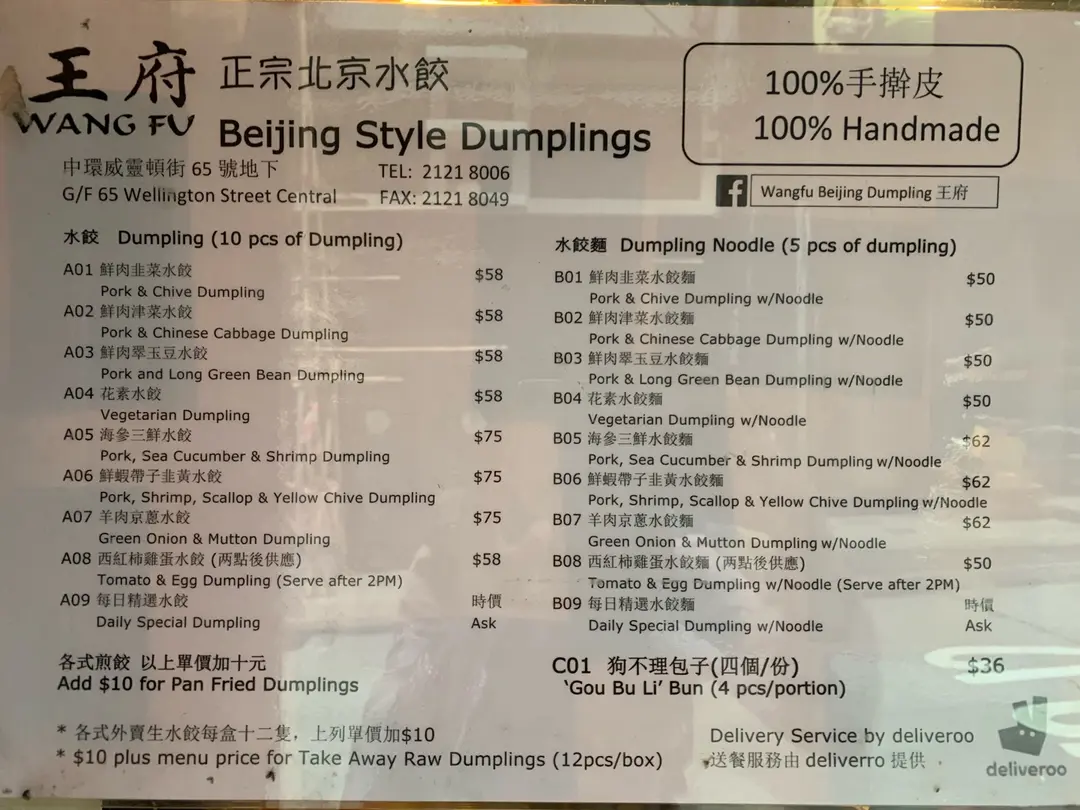 王府 正宗北京水餃
WANG FU Beijing Style Dumplings
100%手擀皮
100% Handmade
中環威靈頓街 65 號地下 TEL: 2121 8006
G/F 65 Wellington Street Central FAX: 2121 8049
f Wangfu Beijing Dumpling 王府
水餃 Dumpling (10 pcs of Dumpling)
A01 鮮肉韭菜水餃 $58
Pork & Chive Dumpling
A02 鮮肉津菜水餃 $58
Pork & Chinese Cabbage Dumpling
A03 鮮肉翠玉豆水餃 $58
Pork and Long Green Bean Dumpling
A04 花素水餃 $58
Vegetarian Dumpling
A05 海參三鮮水餃 $75
Pork, Sea Cucumber & Shrimp Dumpling
A06 鮮蝦帶子韭黃水餃 $75
Pork, Shrimp, Scallop & Yellow Chive Dumpling
A07 羊肉京蔥水餃 $75
Green Onion & Mutton Dumpling
A08 西紅柿雞蛋水餃 (两點後供應) $58
Tomato & Egg Dumpling (Serve after 2PM)
A09 每日精選水餃 時價
Daily Special Dumpling Ask
各式煎餃 以上單價加十元
Add $10 for Pan Fried Dumplings
水餃麵 Dumpling Noodle (5 pcs of dumpling)
B01 鮮肉韭菜水餃麵 $50
Pork & Chive Dumpling w/Noodle
B02 鮮肉津菜水餃麵 $50
Pork & Chinese Cabbage Dumpling w/Noodle
B03 鮮肉翠玉豆水餃麵 $50
Pork & Long Green Bean Dumpling w/Noodle
B04 花素水餃麵 $50
Vegetarian Dumpling w/Noodle
B05 海參三鮮水餃麵 $62
Pork, Sea Cucumber & Shrimp Dumpling w/Noodle
B06 鮮蝦帶子韭黃水餃麵 $62
Pork, Shrimp, Scallop & Yellow Chive Dumpling w/Noodle
B07 羊肉京蔥水餃麵 $62
Green Onion & Mutton Dumpling w/Noodle
B08 西紅柿雞蛋水餃麵 (两點後供應) $50
Tomato & Egg Dumpling w/Noodle (Serve after 2PM)
B09 每日精選水餃麵 時價
Daily Special Dumpling w/Noodle Ask
C01 狗不理包子(四個/份) $36
‘Gou Bu Li’ Bun (4 pcs/portion)
* 各式外賣生水餃每盒十二隻，上列單價加$10
* $10 plus menu price for Take Away Raw Dumplings (12pcs/box)
Delivery Service by deliveroo
送餐服務由 deliverro 提供
deliveroo